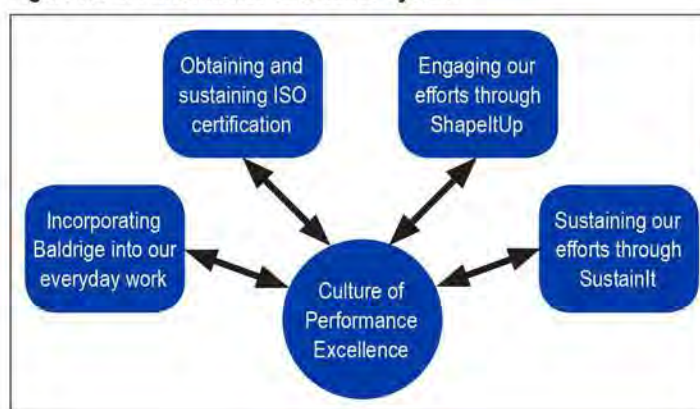 Obtaining and
sustaining ISO
certification
Engaging our
efforts through
ShapeItUp
Incorporating
Baldrige into our
everyday work
Sustaining our
efforts through
SustainIt
Culture of
Performance
Excellence